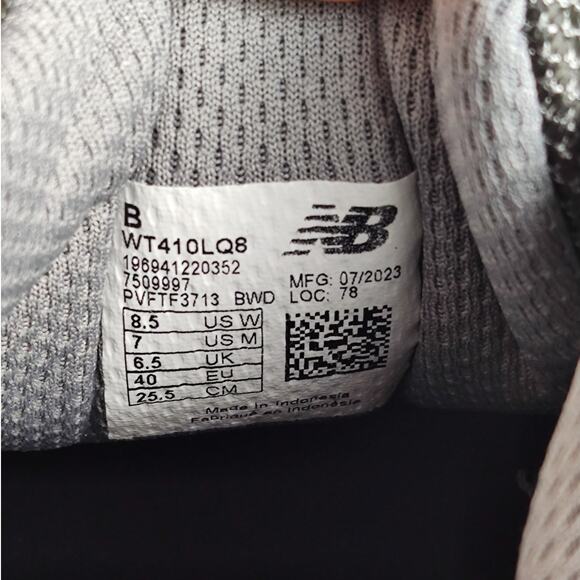 B
WT410LQ8
196941220352
7509997
PVFTF3713 BWD
NB
MFG: 07/2023
LOC: 78
8.5 US W
7 US M
6.5 UK
40 EU
25.5 CM
Made in Indonesia
Fabriqué en Indonésie